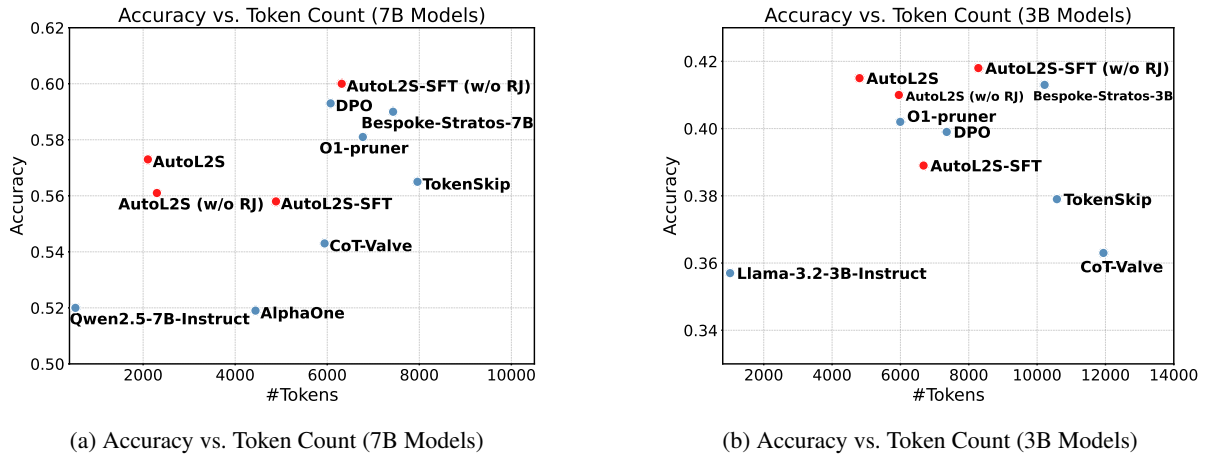 Accuracy vs. Token Count (7B Models)
0.62
0.60
0.58
0.56
0.54
0.52
0.50
Accuracy
AutoL2S-SFT (w/o RJ)
DPO
Bespoke-Stratos-7B
O1-pruner
AutoL2S
TokenSkip
AutoL2S (w/o RJ)
AutoL2S-SFT
CoT-Valve
Qwen2.5-7B-Instruct
AlphaOne
2000 4000 6000 8000 10000
#Tokens
(a) Accuracy vs. Token Count (7B Models)
Accuracy vs. Token Count (3B Models)
0.42
0.40
0.38
0.36
0.34
Accuracy
AutoL2S-SFT (w/o RJ)
AutoL2S
AutoL2S (w/o RJ) Bespoke-Stratos-3B
O1-pruner
DPO
AutoL2S-SFT
TokenSkip
CoT-Valve
Llama-3.2-3B-Instruct
2000 4000 6000 8000 10000 12000 14000
#Tokens
(b) Accuracy vs. Token Count (3B Models)